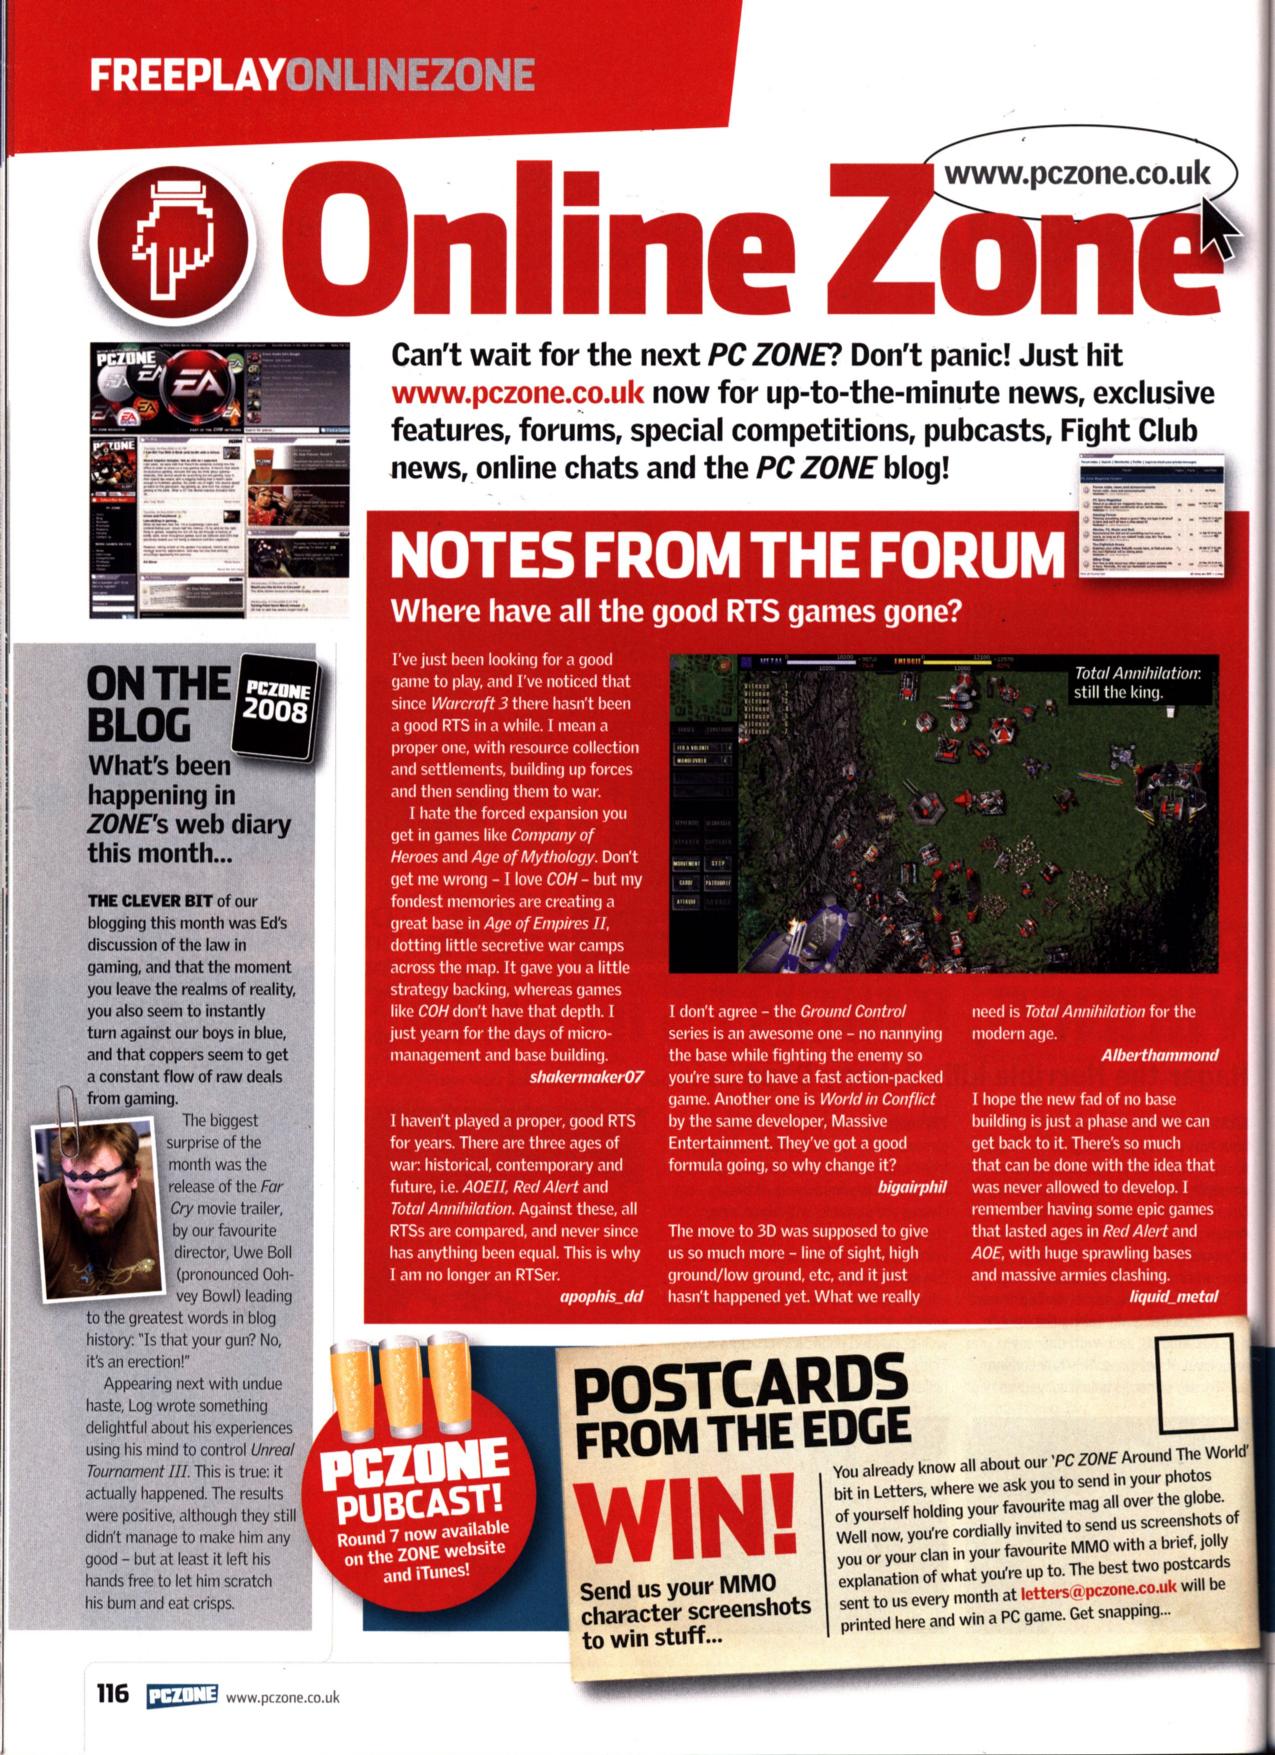 FREEPLAYONLINEZONE
www.pczone.co.uk
Online Zone
Can't wait for the next PC ZONE? Don't panic! Just hit
www.pczone.co.uk now for up-to-the-minute news, exclusive
features, forums, special competitions, pubcasts, Fight Club
news, online chats and the PC ZONE blog!
PCZONE
EA
ON THE
BLOG
PCZONE
2008
What's been
happening in
ZONE's web diary
this month...
THE CLEVER BIT of our
blogging this month was Ed's
discussion of the law in
gaming, and that the moment
you leave the realms of reality,
you also seem to instantly
turn against our boys in blue,
and that coppers seem to get
a constant flow of raw deals
from gaming.
The biggest
surprise of the
month was the
release of the Far
Cry movie trailer,
by our favourite
director, Uwe Boll
(pronounced Ooh-
vey Bowl) leading
to the greatest words in blog
history: "Is that your gun? No,
it's an erection!"
Appearing next with undue
haste, Log wrote something
delightful about his experiences
using his mind to control Unreal
Tournament III. This is true: it
actually happened. The results
were positive, although they still
didn't manage to make him any
good – but at least it left his
hands free to let him scratch
his bum and eat crisps.
NOTES FROM THE FORUM
Where have all the good RTS games gone?
I've just been looking for a good
game to play, and I've noticed that
since Warcraft 3 there hasn't been
a good RTS in a while. I mean a
proper one, with resource collection
and settlements, building up forces
and then sending them to war.
I hate the forced expansion you
get in games like Company of
Heroes and Age of Mythology. Don't
get me wrong – I love COH – but my
fondest memories are creating a
great base in Age of Empires II,
dotting little secretive war camps
across the map. It gave you a little
strategy backing, whereas games
like COH don't have that depth. I
just yearn for the days of micro-
management and base building.
shakermaker07
I haven't played a proper, good RTS
for years. There are three ages of
war: historical, contemporary and
future, i.e. AOEII, Red Alert and
Total Annihilation. Against these, all
RTSs are compared, and never since
has anything been equal. This is why
I am no longer an RTSer.
apophis_dd
Total Annihilation:
still the king.
I don't agree – the Ground Control
series is an awesome one – no nannying
the base while fighting the enemy so
you're sure to have a fast action-packed
game. Another one is World in Conflict
by the same developer, Massive
Entertainment. They've got a good
formula going, so why change it?
bigairphil
The move to 3D was supposed to give
us so much more – line of sight, high
ground/low ground, etc, and it just
hasn't happened yet. What we really
need is Total Annihilation for the
modern age.
Alberthammond
I hope the new fad of no base
building is just a phase and we can
get back to it. There's so much
that can be done with the idea that
was never allowed to develop. I
remember having some epic games
that lasted ages in Red Alert and
AOE, with huge sprawling bases
and massive armies clashing.
liquid_metal
PCZONE
PUBCAST!
Round 7 now available
on the ZONE website
and iTunes!
POSTCARDS
FROM THE EDGE
WIN!
Send us your MMO
character screenshots
to win stuff...
You already know all about our 'PC ZONE Around The World'
bit in Letters, where we ask you to send in your photos
of yourself holding your favourite mag all over the globe.
Well now, you're cordially invited to send us screenshots of
you or your clan in your favourite MMO with a brief, jolly
explanation of what you're up to. The best two postcards
sent to us every month at letters@pczone.co.uk will be
printed here and win a PC game. Get snapping...
116 PCZONE www.pczone.co.uk